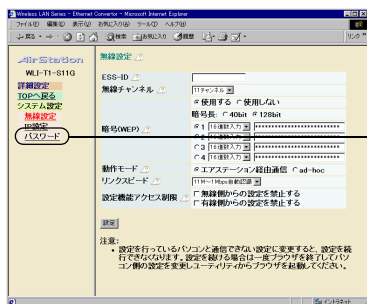 Wireless LAN Series - Ethernet Convertor - Microsoft Internet Explorer
ファイル(F) 編集(E) 表示(V) お気に入り(A) ツール(T) ヘルプ(H)
戻る 検索 お気に入り 履歴 リンク
AirStation
WLI-T1-S11G
詳細設定
TOPへ戻る
システム設定
無線設定
IP設定
パスワード
無線設定
ESS-ID
無線チャンネル 11チャンネル
暗号(WEP) 使用する 使用しない
暗号長: 40bit 128bit
1 16進数入力 **************************
2 16進数入力 **************************
3 16進数入力 **************************
4 16進数入力 **************************
動作モード エアステーション経由通信 ad-hoc
リンクスピード 11M～1Mbps自動認識
設定機能アクセス制限 無線側からの設定を禁止する
有線側からの設定を禁止する
設定
注意:
・設定を行っているパソコンと通信できない設定に変更すると、設定を続
行できなくなります。設定を続ける場合は一度ブラウザを終了してパソ
コン側の設定を変更しユーティリティからブラウザを起動してください。
イントラネット